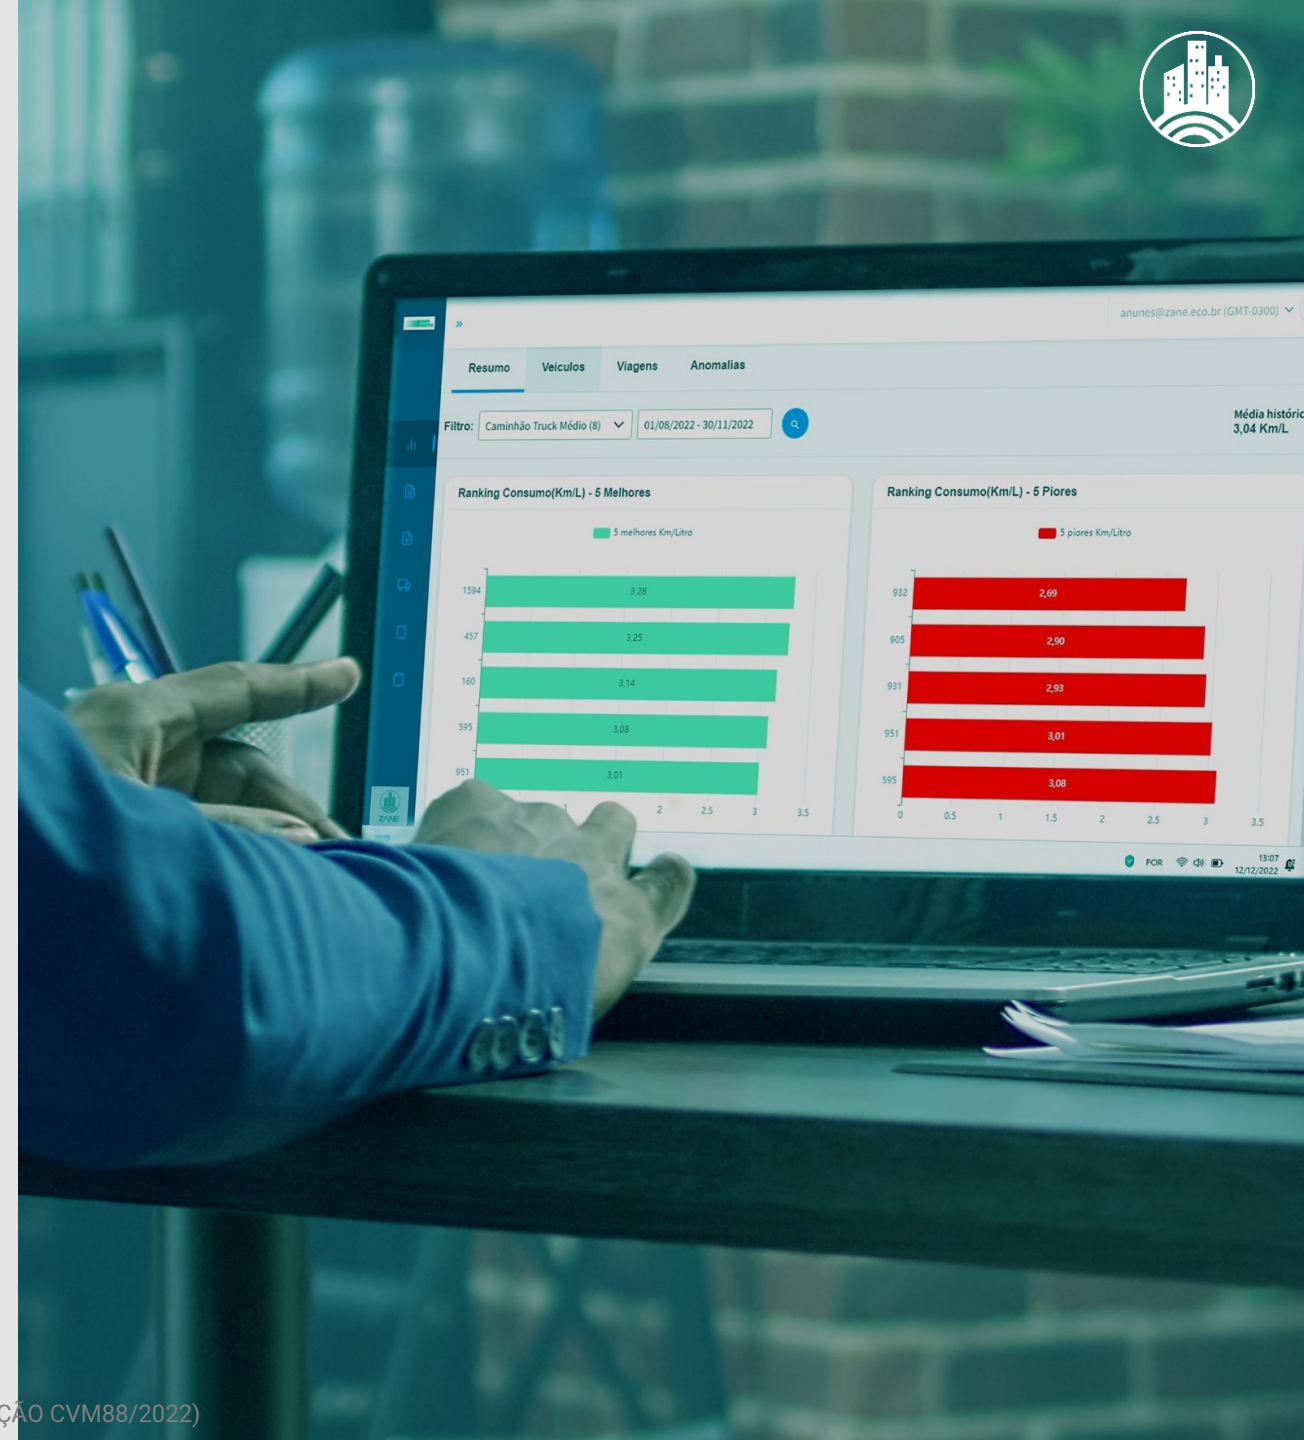 anunes@zane.eco.br (GMT-0300)
»
Resumo Veículos Viagens Anomalias
Filtro: Caminhão Truck Médio (8) 01/08/2022 - 30/11/2022
Média históric
3,04 Km/L
Ranking Consumo(Km/L) - 5 Melhores
5 melhores Km/Litro
1594 3,28
457 3,25
160 3,14
595 3,08
951 3,01
1 2 2.5 3 3.5
Ranking Consumo(Km/L) - 5 Piores
5 piores Km/Litro
932 2,69
905 2,90
931 2,93
951 3,01
595 3,08
0 0.5 1 1.5 2 2.5 3 3.5
ZANE
POR 13:07
12/12/2022
ÇÃO CVM88/2022)